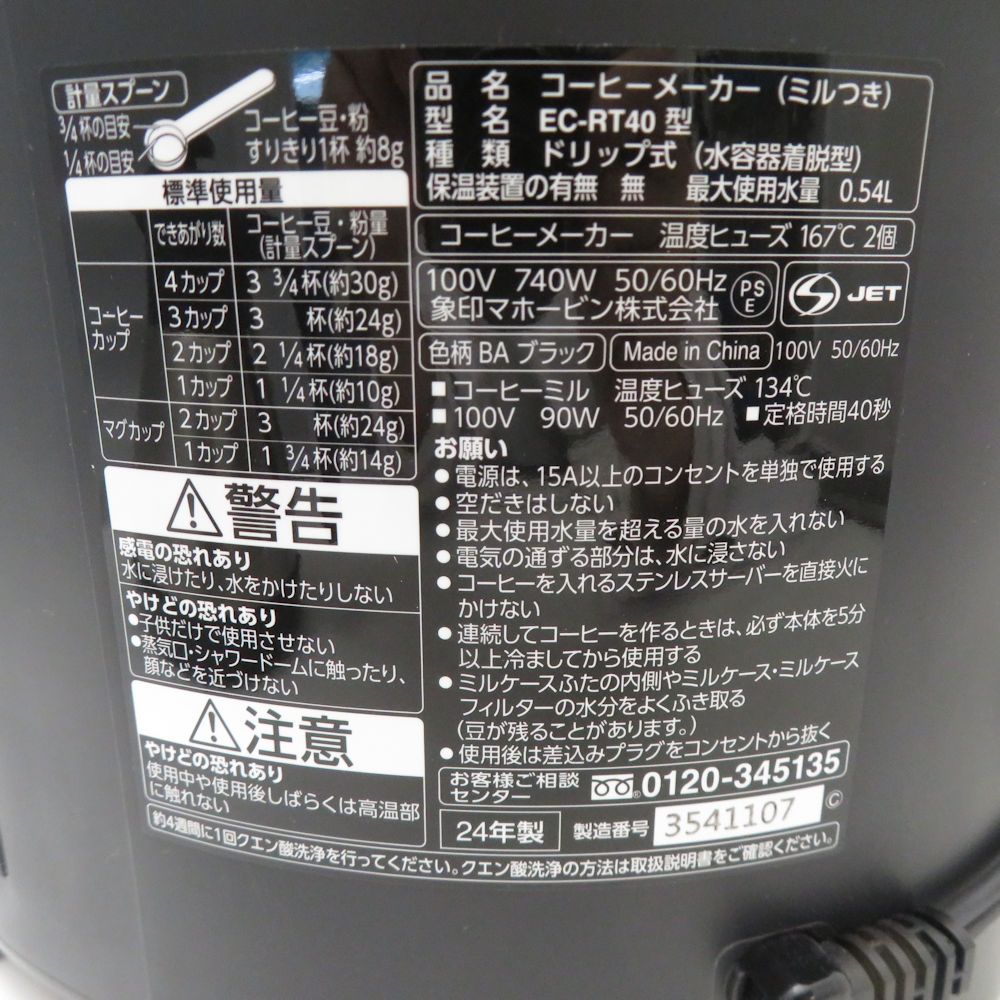 計量スプーン
3/4杯の目安
1/4杯の目安
コーヒー豆・粉
すりきり1杯 約8g
標準使用量
できあがり数 コーヒー豆・粉量
(計量スプーン)
コーヒー
カップ
4カップ 3 3/4杯(約30g)
3カップ 3 杯(約24g)
2カップ 2 1/4杯(約18g)
1カップ 1 1/4杯(約10g)
マグカップ
2カップ 3 杯(約24g)
1カップ 1 3/4杯(約14g)
警告
感電の恐れあり
水に浸けたり、水をかけたりしない
やけどの恐れあり
●子供だけで使用させない
●蒸気口・シャワードームに触ったり、
顔などを近づけない
注意
やけどの恐れあり
使用中や使用後しばらくは高温部
に触れない
品名 コーヒーメーカー(ミルつき)
型名 EC-RT40 型
種類 ドリップ式(水容器着脱型)
保温装置の有無 無 最大使用水量 0.54L
コーヒーメーカー 温度ヒューズ 167℃ 2個
100V 740W 50/60Hz
象印マホービン株式会社
PS
E
JET
色柄 BA ブラック Made in China 100V 50/60Hz
■コーヒーミル 温度ヒューズ 134℃
■100V 90W 50/60Hz ■定格時間40秒
お願い
●電源は、15A以上のコンセントを単独で使用する
●空だきはしない
●最大使用水量を超える量の水を入れない
●電気の通ずる部分は、水に浸さない
●コーヒーを入れるステンレスサーバーを直接火に
かけない
●連続してコーヒーを作るときは、必ず本体を5分
以上冷ましてから使用する
●ミルケースふたの内側やミルケース・ミルケース
フィルターの水分をよくふき取る
(豆が残ることがあります。)
●使用後は差込みプラグをコンセントから抜く
お客様ご相談
センター
® 0120-345135
24年製 製造番号 3541107 ©
約4週間に1回クエン酸洗浄を行ってください。クエン酸洗浄の方法は取扱説明書をご確認ください。